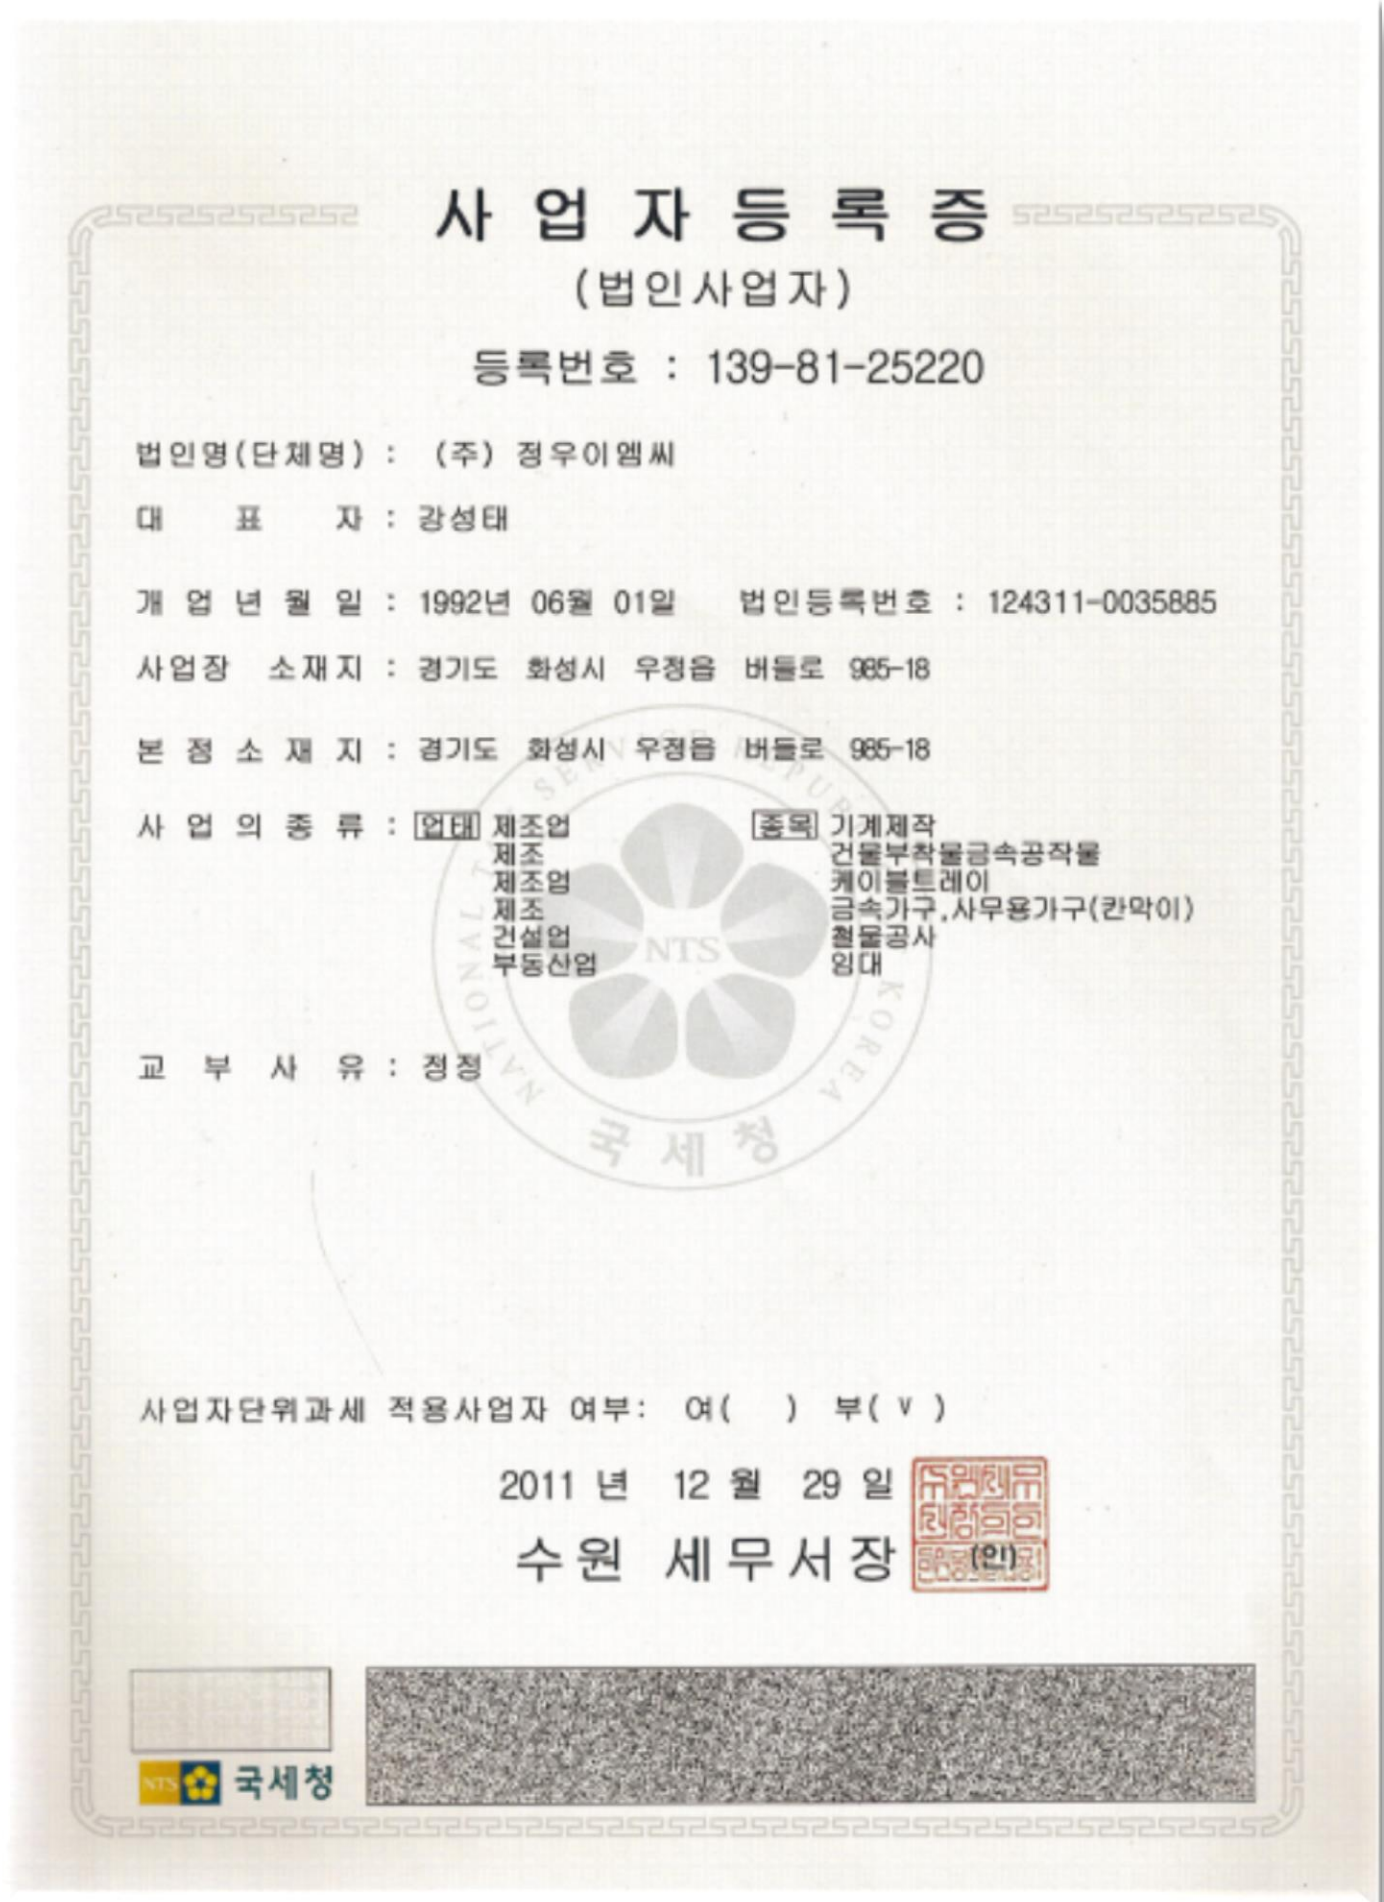 사업자등록증
(법인사업자)
등록번호 : 139-81-25220
법인명(단체명) : (주) 정우이엠씨
대 표 자 : 강성태
개 업 년 월 일 : 1992년 06월 01일 법인등록번호 : 124311-0035885
사업장 소재지 : 경기도 화성시 우정읍 버들로 985-18
본 점 소 재 지 : 경기도 화성시 우정읍 버들로 985-18
사 업 의 종 류 : 업태 제조업 종목 기계제작
제조 건물부착물금속공작물
제조업 케이블트레이
제조 금속가구,사무용가구(칸막이)
건설업 철물공사
부동산업 임대
NATIONAL TAX SERVICE REPUBLIC OF KOREA
NTS
국세청
교 부 사 유 : 정정
사업자단위과세 적용사업자 여부: 여( ) 부( v )
2011 년 12 월 29 일
수원 세무서장 (인)
NTS 국세청